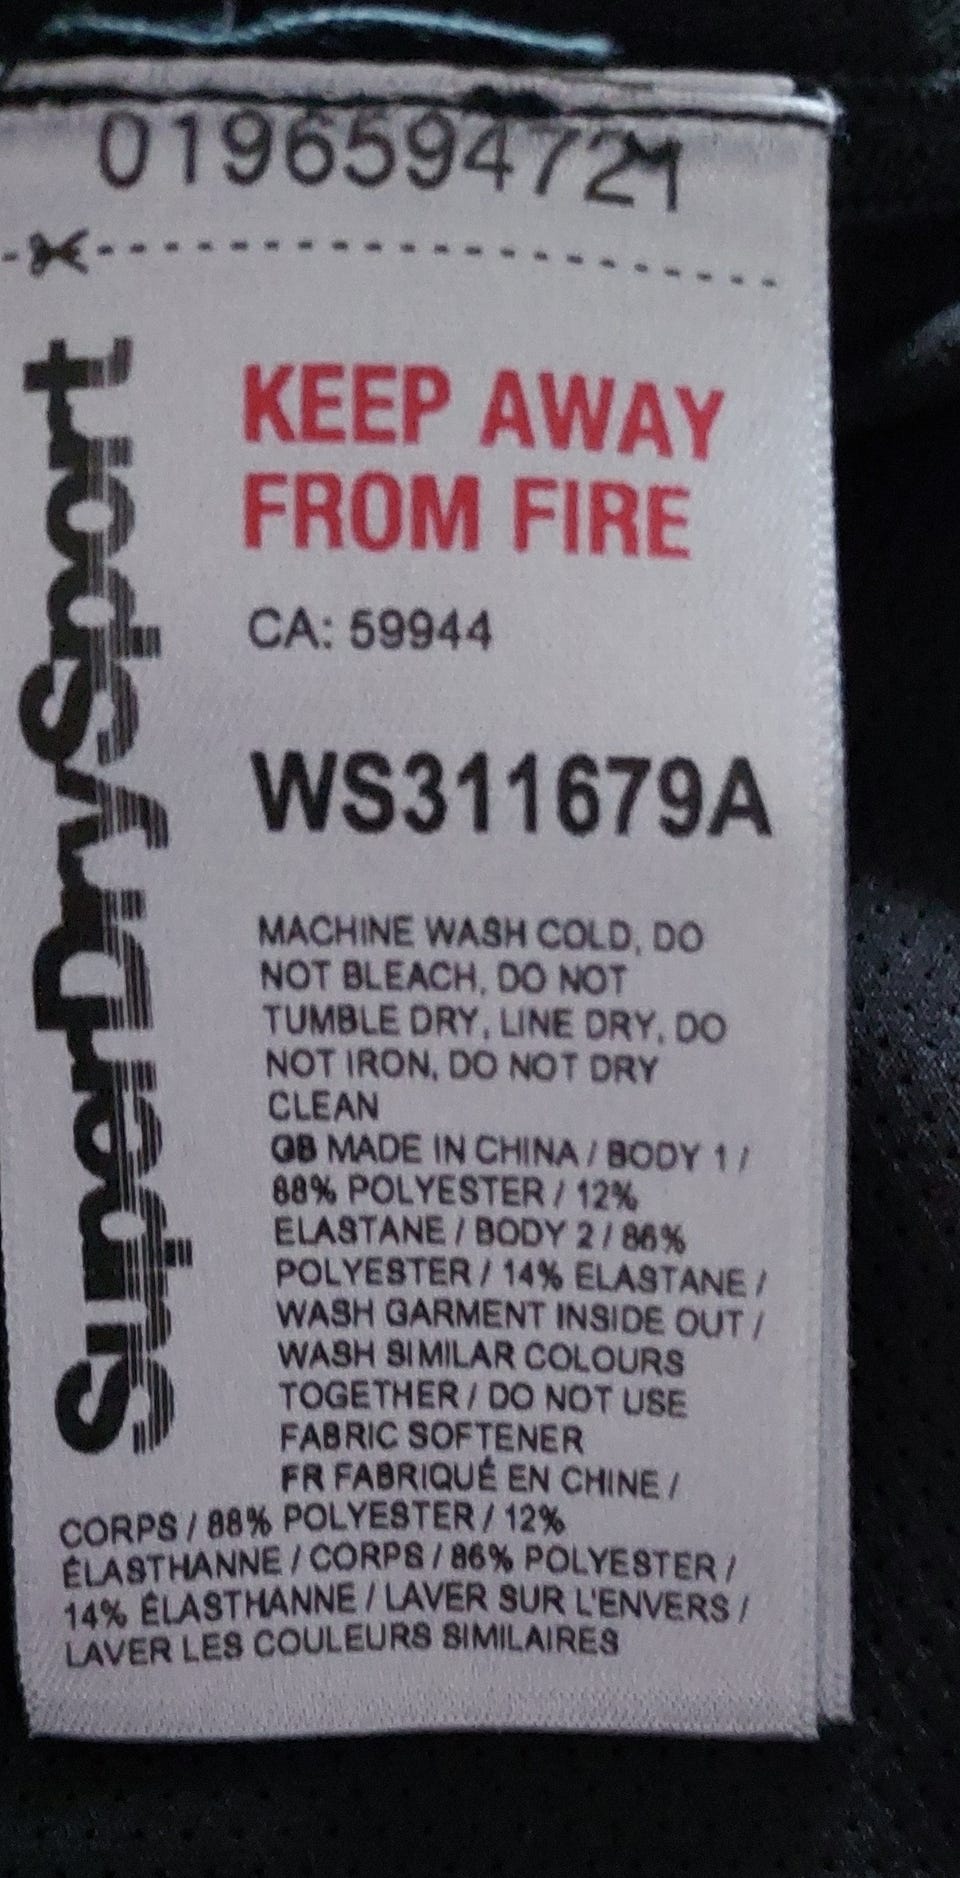 0196594721
SuperDrySport
KEEP AWAY
FROM FIRE
CA: 59944
WS311679A
MACHINE WASH COLD, DO
NOT BLEACH, DO NOT
TUMBLE DRY, LINE DRY, DO
NOT IRON, DO NOT DRY
CLEAN
GB MADE IN CHINA / BODY 1 /
88% POLYESTER / 12%
ELASTANE / BODY 2 / 86%
POLYESTER / 14% ELASTANE /
WASH GARMENT INSIDE OUT /
WASH SIMILAR COLOURS
TOGETHER / DO NOT USE
FABRIC SOFTENER
FR FABRIQUÉ EN CHINE /
CORPS / 88% POLYESTER / 12%
ÉLASTHANNE / CORPS / 86% POLYESTER /
14% ÉLASTHANNE / LAVER SUR L'ENVERS /
LAVER LES COULEURS SIMILAIRES